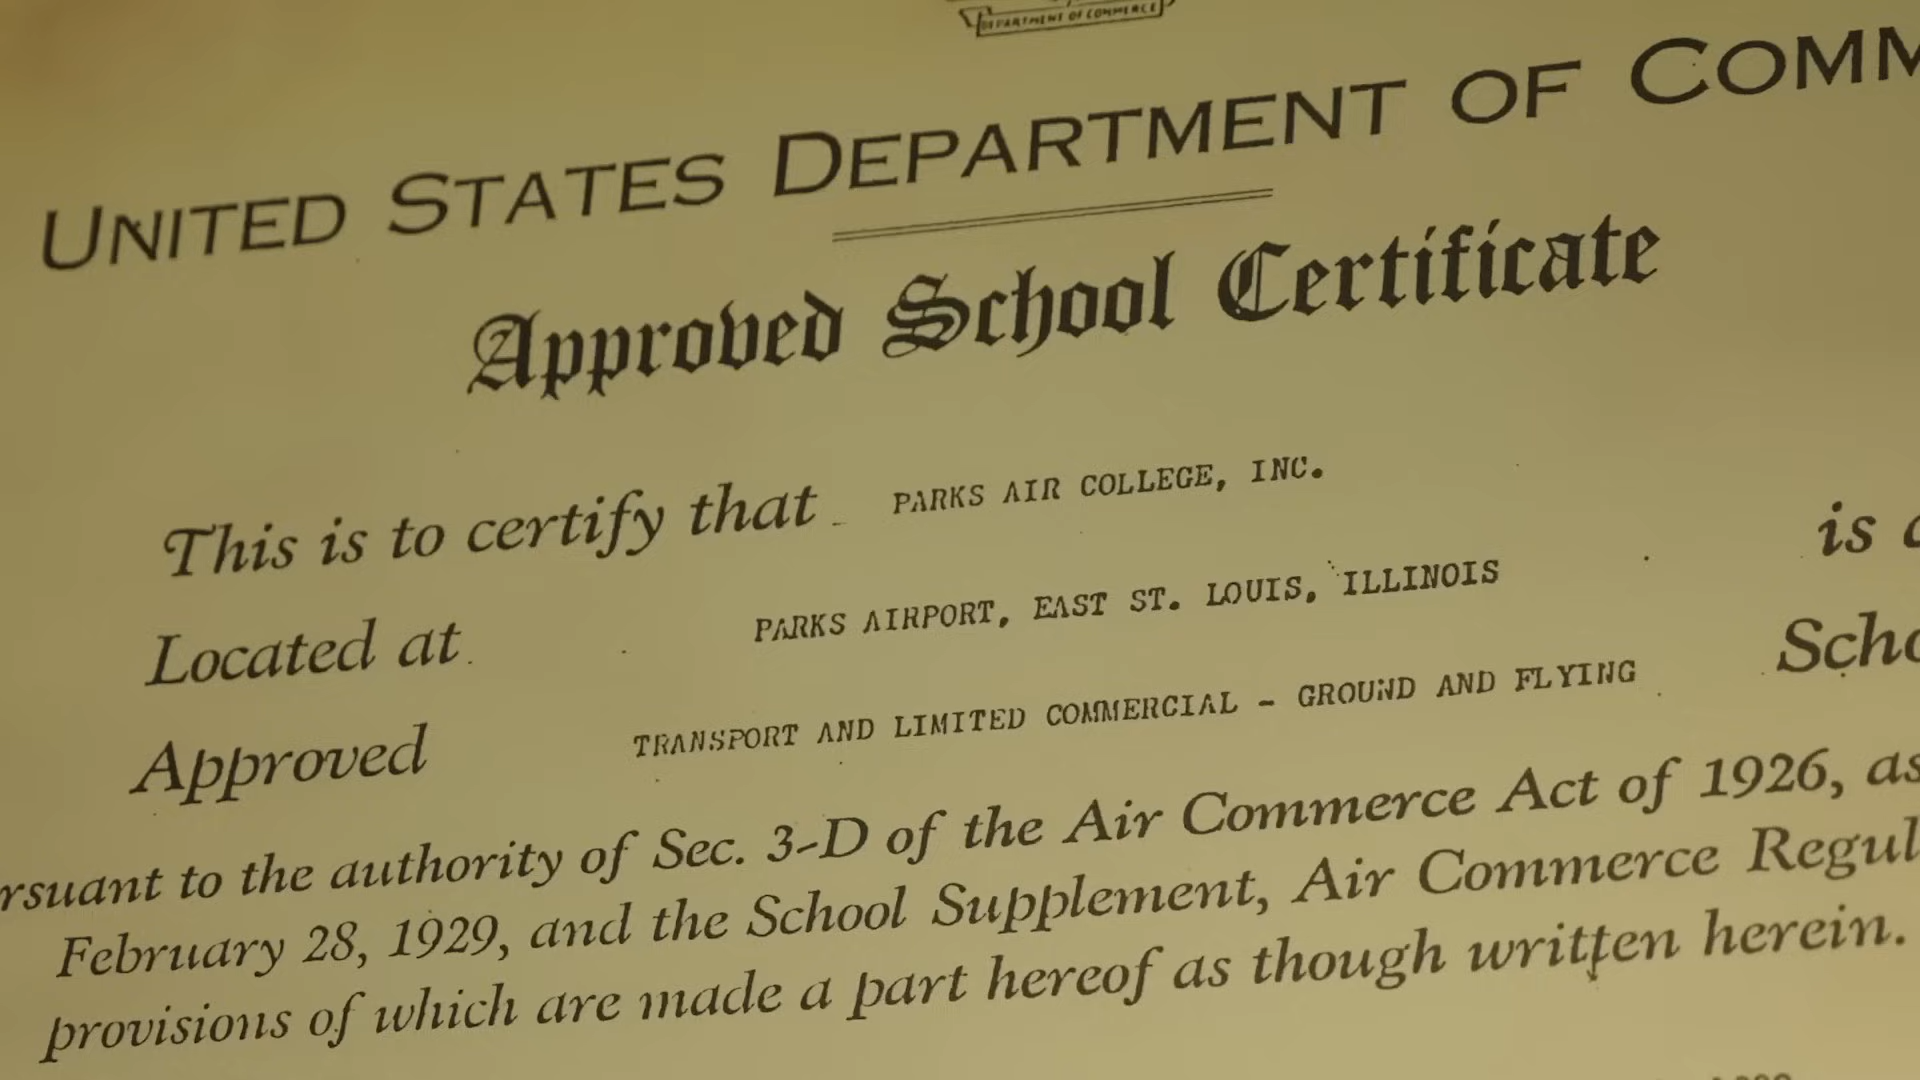 DEPARTMENT OF COMMERCE
UNITED STATES DEPARTMENT OF COMM
Approved School Certificate
This is to certify that PARKS AIR COLLEGE, INC. is
Located at PARKS AIRPORT, EAST ST. LOUIS, ILLINOIS
Approved TRANSPORT AND LIMITED COMMERCIAL - GROUND AND FLYING Scho
rsuant to the authority of Sec. 3-D of the Air Commerce Act of 1926, as
February 28, 1929, and the School Supplement, Air Commerce Regul
provisions of which are made a part hereof as though written herein.